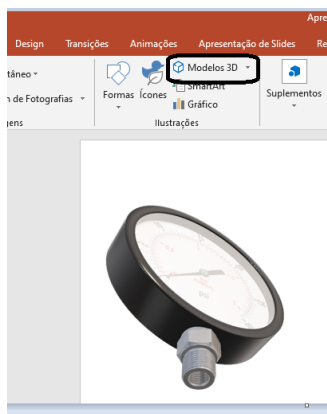 Apre
Design Transições Animações Apresentação de Slides Re
táneo
n de Fotografias
gens
Formas Ícones
Modelos 3D
SmartArt
Gráfico
Ilustrações
Suplementos